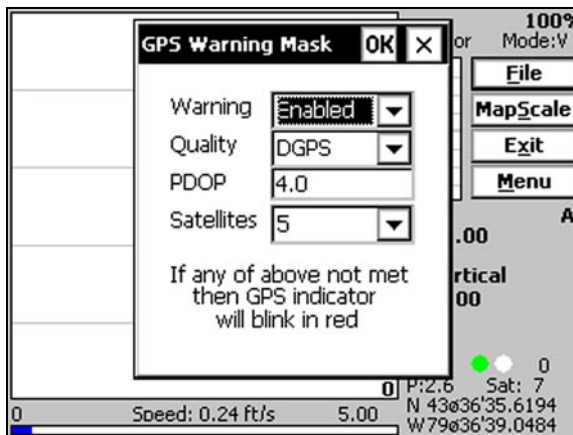 100%
GPS Warning Mask OK ×
or Mode:V
File
Warning Enabled
MapScale
Quality DGPS
Exit
PDOP 4.0
Menu
Satellites 5
A
.00
If any of above not met
then GPS indicator
will blink in red
rtical
00
0
0 P:2.6 Sat: 7
0 Speed: 0.24 ft/s 5.00
N 43ø36'35.6194
W79ø36'39.0484